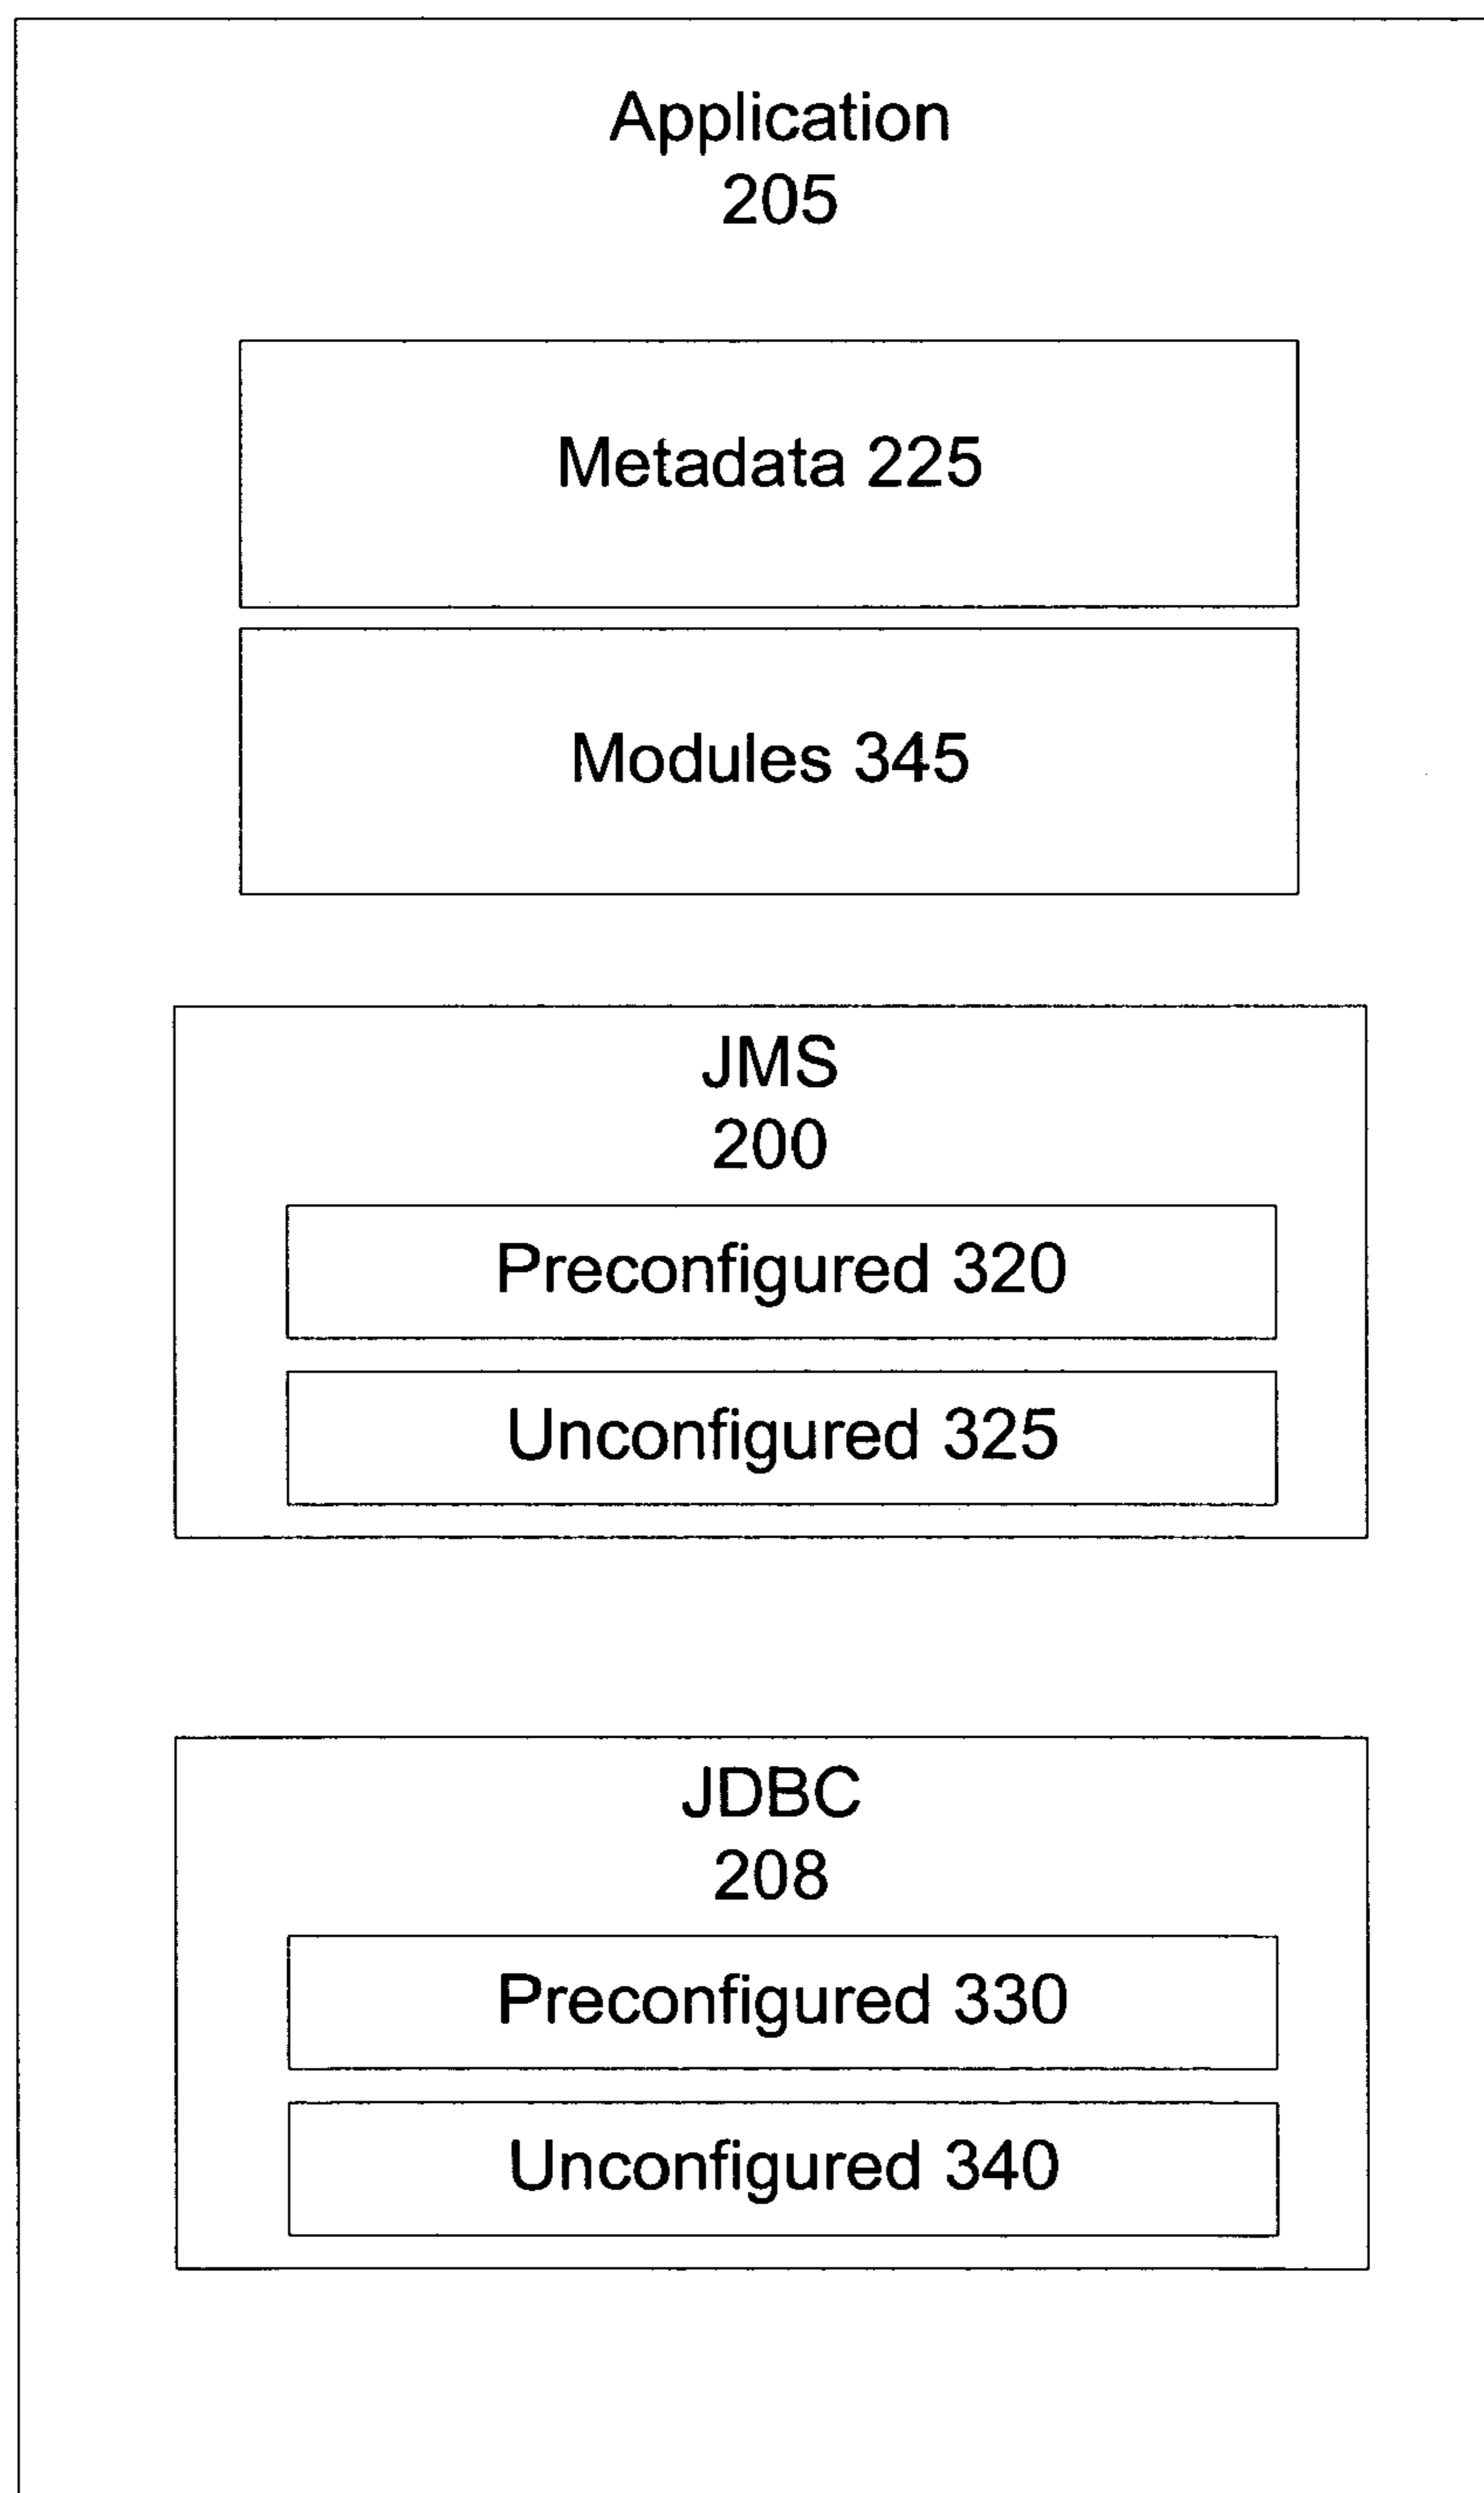 Application
205
Metadata 225
Modules 345
JMS
200
Preconfigured 320
Unconfigured 325
JDBC
208
Preconfigured 330
Unconfigured 340